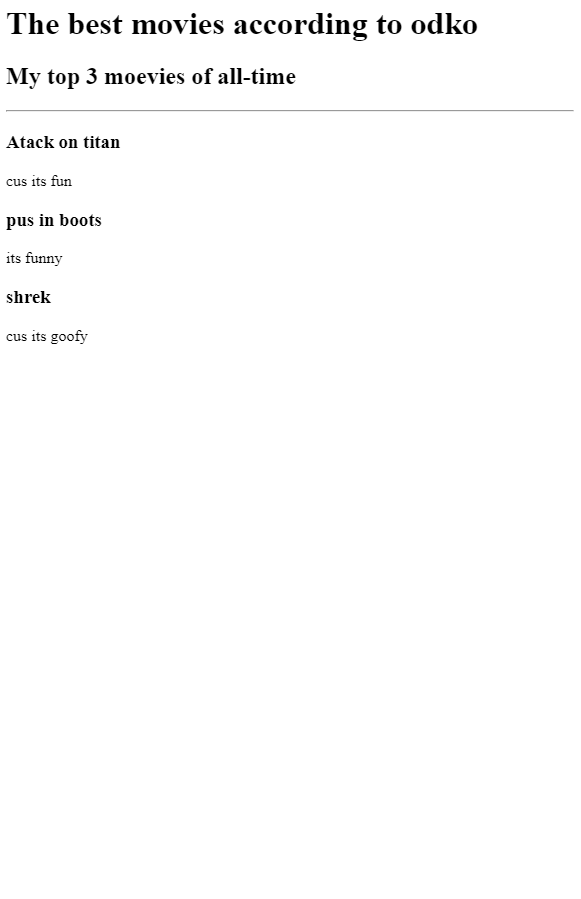 The best movies according to odko
My top 3 moevies of all-time
Atack on titan
cus its fun
pus in boots
its funny
shrek
cus its goofy